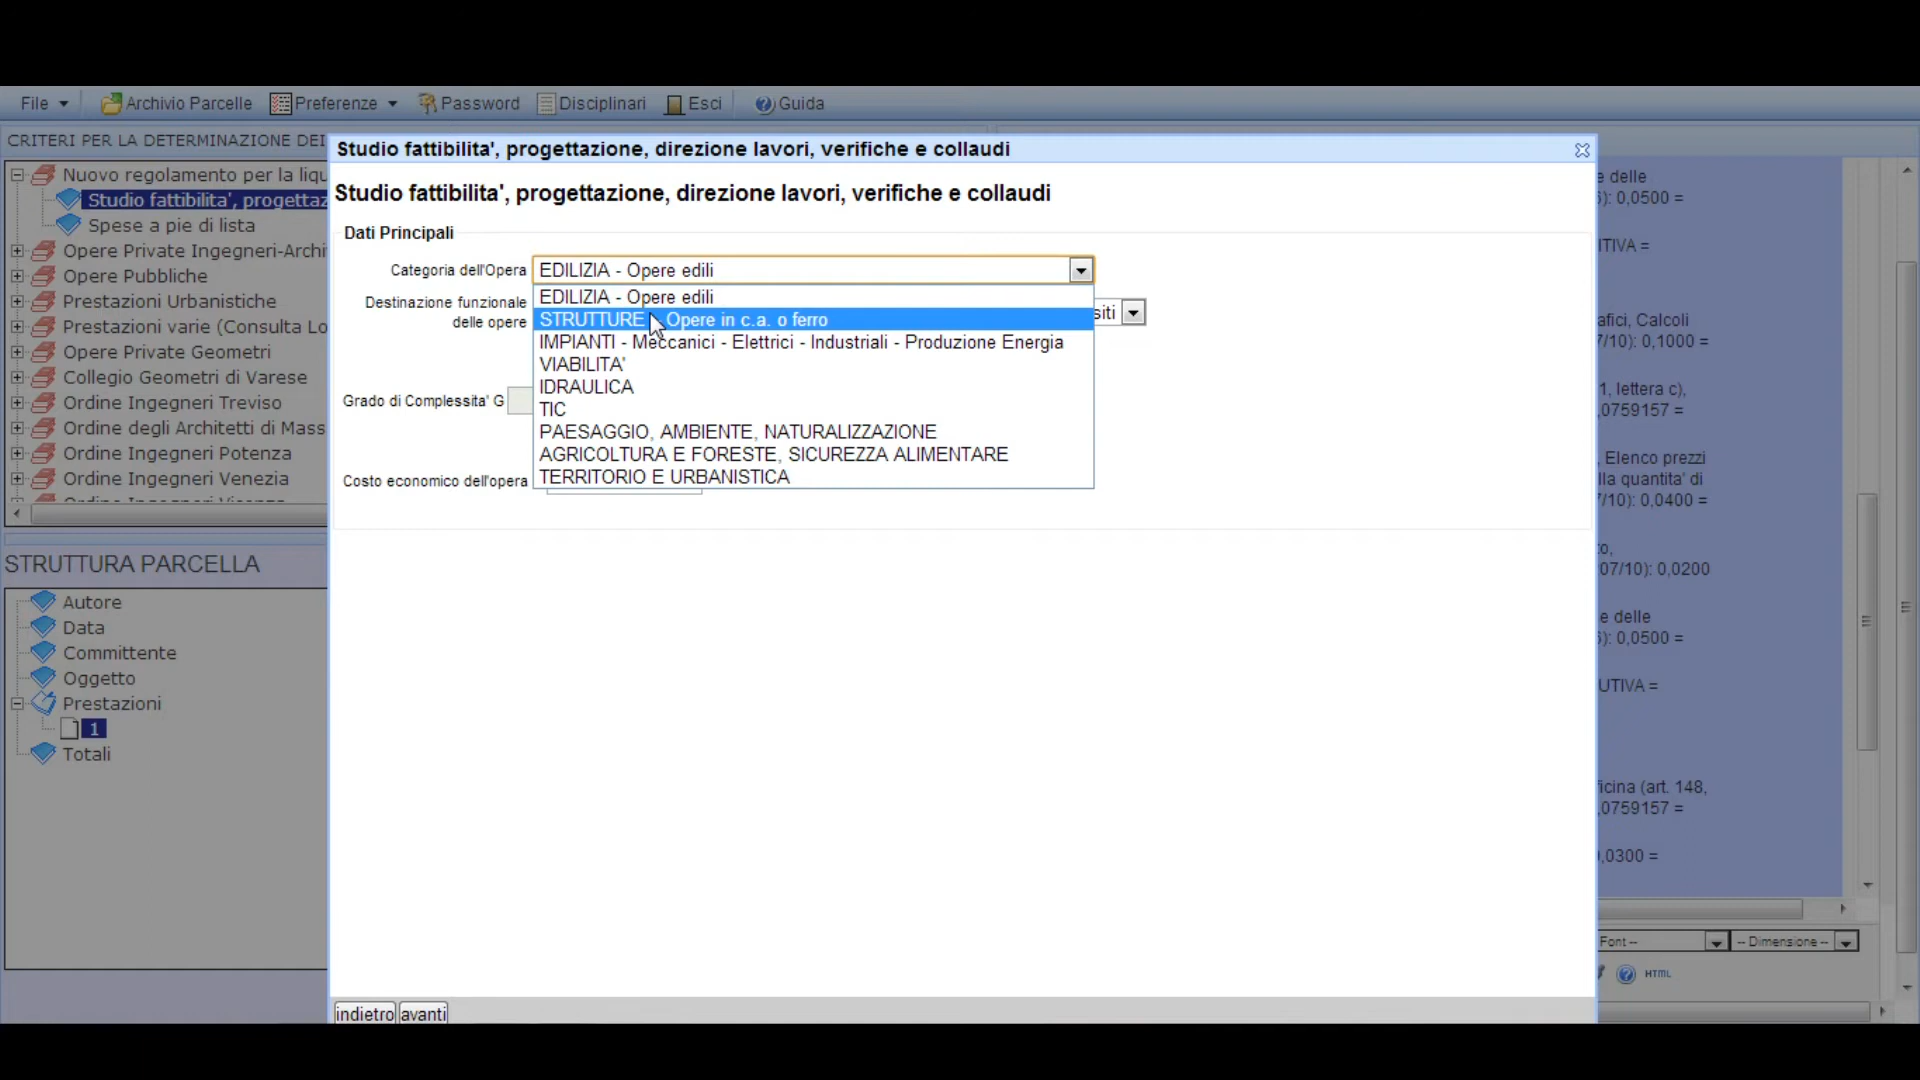 File
Archivio Parcelle
Preferenze
Password
Disciplinari
Esci
Guida
CRITERI PER LA DETERMINAZIONE DEI
Nuovo regolamento per la liqu
Studio fattibilita', progettaz
Spese a pie di lista
Opere Private Ingegneri-Archi
Opere Pubbliche
Prestazioni Urbanistiche
Prestazioni varie (Consulta Lo
Opere Private Geometri
Collegio Geometri di Varese
Ordine Ingegneri Treviso
Ordine degli Architetti di Mass
Ordine Ingegneri Potenza
Ordine Ingegneri Venezia
Ordine Ingegneri Vicenza
STRUTTURA PARCELLA
Autore
Data
Committente
Oggetto
Prestazioni
1
Totali
Studio fattibilita', progettazione, direzione lavori, verifiche e collaudi
Studio fattibilita', progettazione, direzione lavori, verifiche e collaudi
Dati Principali
Categoria dell'Opera
EDILIZIA - Opere edili
EDILIZIA - Opere edili
STRUTTURE - Opere in c.a. o ferro
IMPIANTI - Meccanici - Elettrici - Industriali - Produzione Energia
VIABILITA'
IDRAULICA
TIC
PAESAGGIO, AMBIENTE, NATURALIZZAZIONE
AGRICOLTURA E FORESTE, SICUREZZA ALIMENTARE
TERRITORIO E URBANISTICA
Destinazione funzionale
delle opere
siti
Grado di Complessita' G
Costo economico dell'opera
indietro
avanti
e delle
6): 0,0500 =
ITIVA =
afici, Calcoli
/10): 0,1000 =
1, lettera c),
,0759157 =
, Elenco prezzi
lla quantita' di
7/10): 0,0400 =
to,
07/10): 0,0200
e delle
6): 0,0500 =
UTIVA =
ficina (art. 148,
,0759157 =
0,0300 =
Font --
-- Dimensione --
HTML